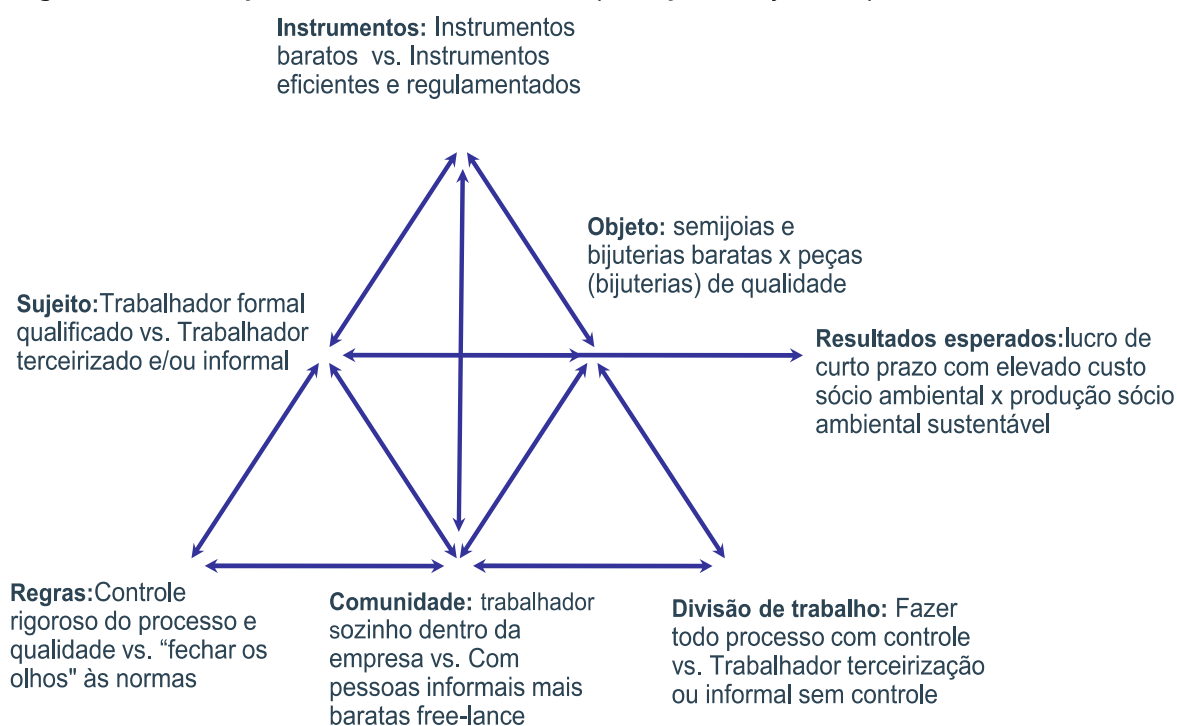 Instrumentos: Instrumentos
baratos vs. Instrumentos
eficientes e regulamentados
Objeto: semijoias e
bijuterias baratas x peças
(bijuterias) de qualidade
Sujeito:Trabalhador formal
qualificado vs. Trabalhador
terceirizado e/ou informal
Resultados esperados:lucro de
curto prazo com elevado custo
sócio ambiental x produção sócio
ambiental sustentável
Regras:Controle
rigoroso do processo e
qualidade vs. “fechar os
olhos" às normas
Comunidade: trabalhador
sozinho dentro da
empresa vs. Com
pessoas informais mais
baratas free-lance
Divisão de trabalho: Fazer
todo processo com controle
vs. Trabalhador terceirização
ou informal sem controle